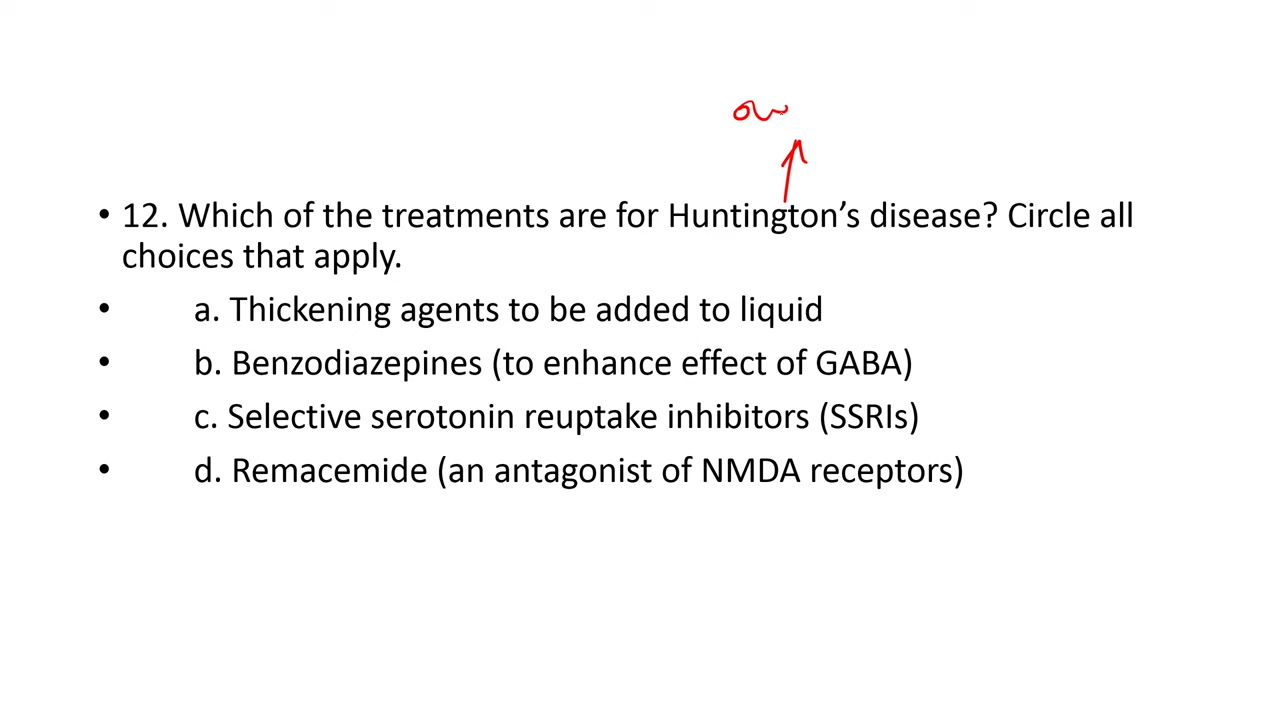 • 12. Which of the treatments are for Huntington’s disease? Circle all
choices that apply.
• a. Thickening agents to be added to liquid
• b. Benzodiazepines (to enhance effect of GABA)
• c. Selective serotonin reuptake inhibitors (SSRIs)
• d. Remacemide (an antagonist of NMDA receptors)